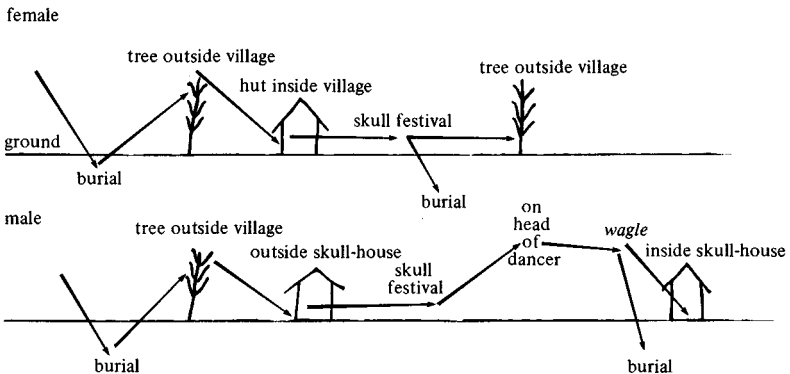 female
tree outside village
hut inside village
tree outside village
skull festival
ground
burial
burial
male
tree outside village
outside skull-house
skull
festival
on
head
of
dancer
wagle
inside skull-house
burial
burial